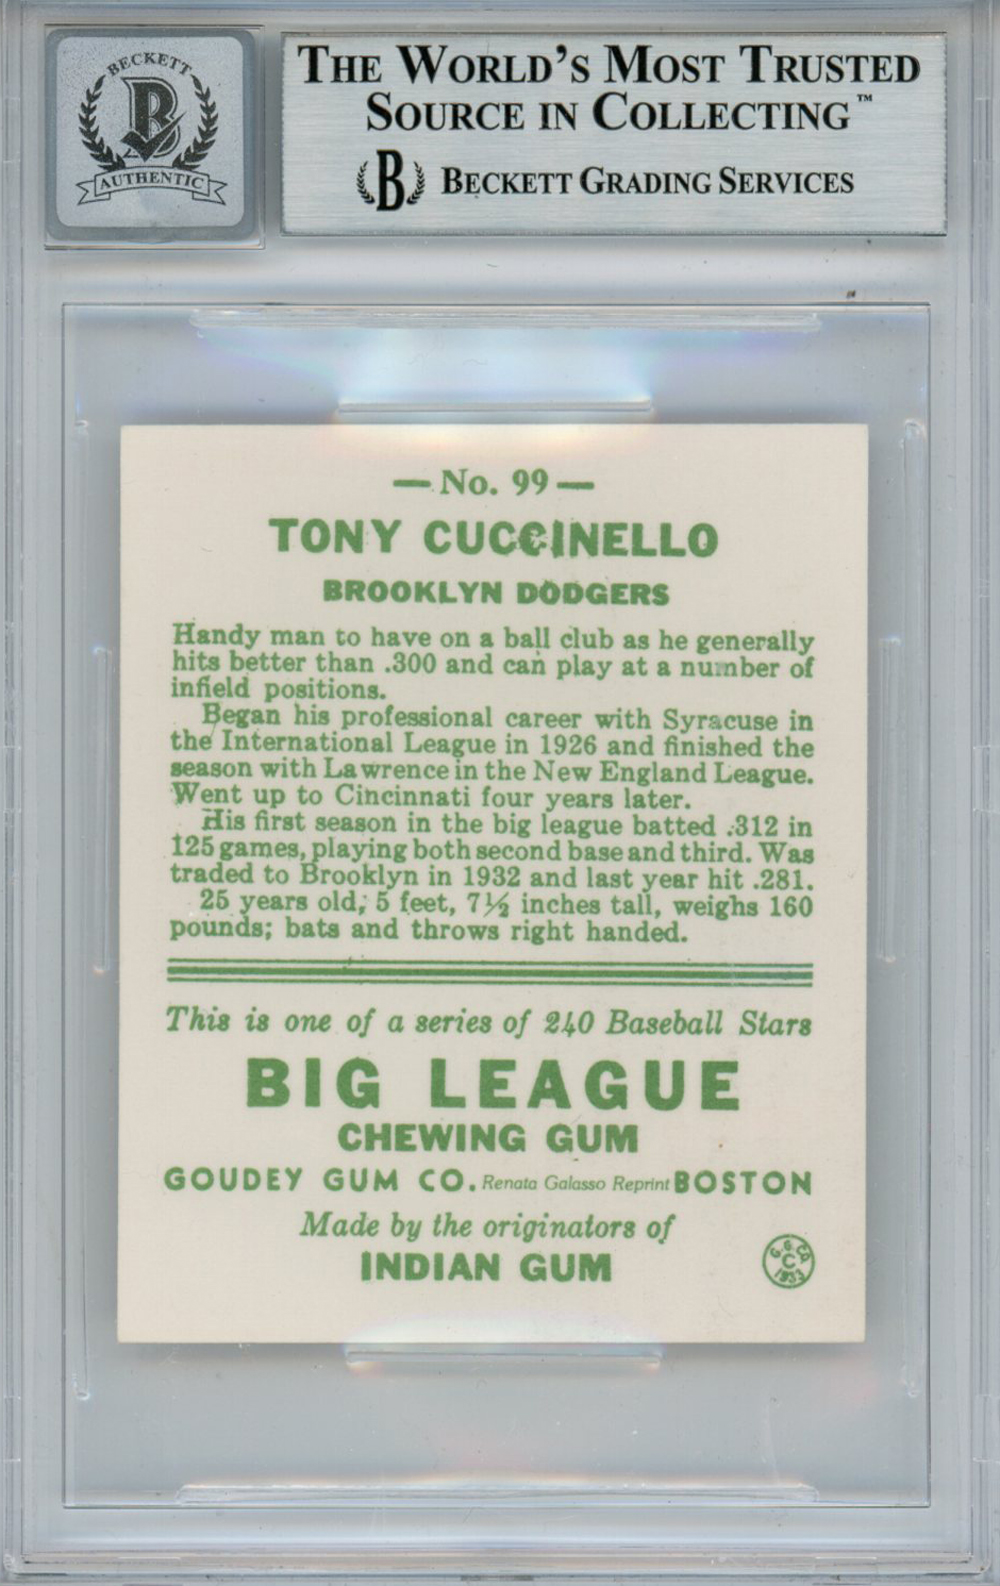 BECKETT
B
AUTHENTIC
THE WORLD'S MOST TRUSTED
SOURCE IN COLLECTING™
B BECKETT GRADING SERVICES
— No. 99 —
TONY CUCCINELLO
BROOKLYN DODGERS
Handy man to have on a ball club as he generally
hits better than .300 and can play at a number of
infield positions.
Began his professional career with Syracuse in
the International League in 1926 and finished the
season with Lawrence in the New England League.
Went up to Cincinnati four years later.
His first season in the big league batted .312 in
125 games, playing both second base and third. Was
traded to Brooklyn in 1932 and last year hit .281.
25 years old; 5 feet, 7½ inches tall, weighs 160
pounds; bats and throws right handed.
This is one of a series of 240 Baseball Stars
BIG LEAGUE
CHEWING GUM
GOUDEY GUM CO. Renata Galasso Reprint BOSTON
Made by the originators of
INDIAN GUM
G. G. CO.
C
1933